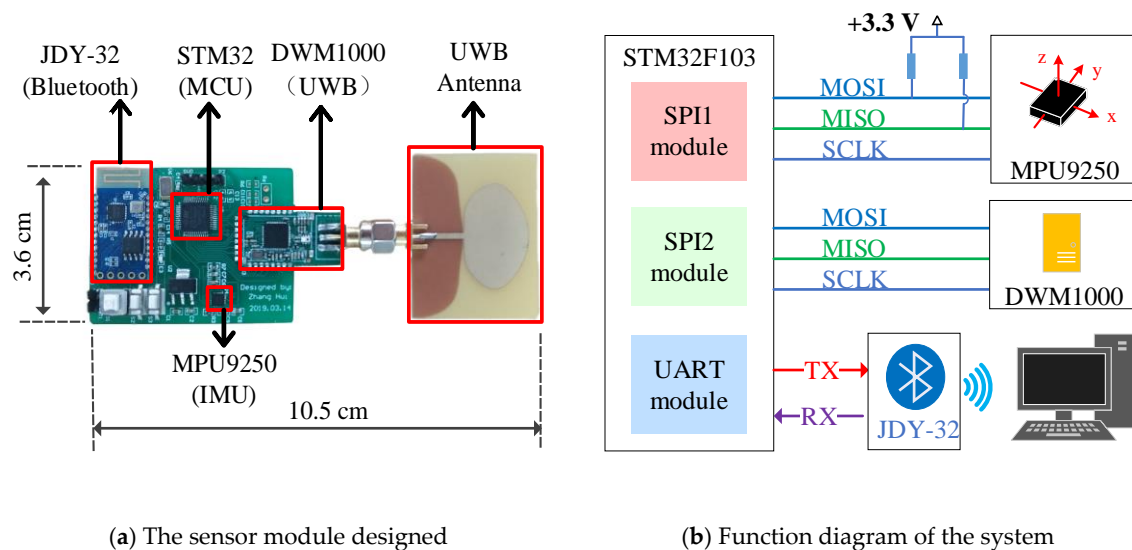 JDY-32
(Bluetooth)
STM32
(MCU)
DWM1000
(UWB)
UWB
Antenna
3.6 cm
Designed by:
Zhang Hui
2019.03.14
MPU9250
(IMU)
10.5 cm
(a) The sensor module designed
+3.3 V
STM32F103
SPI1
module
MOSI
MISO
SCLK
z
y
x
MPU9250
SPI2
module
MOSI
MISO
SCLK
DWM1000
UART
module
TX
RX
JDY-32
(b) Function diagram of the system